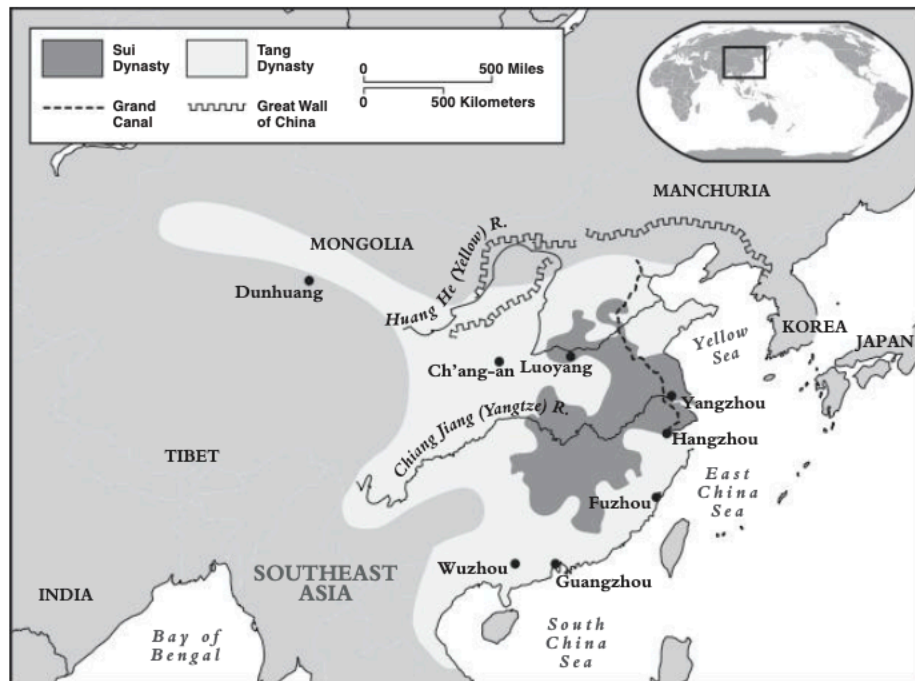 Sui
Dynasty
Tang
Dynasty
0 500 Miles
0 500 Kilometers
Grand
Canal
Great Wall
of China
MANCHURIA
MONGOLIA
Huang He (Yellow) R.
Dunhuang
KOREA
JAPAN
Yellow
Sea
Ch'ang-an
Luoyang
Yangzhou
Chiang Jiang (Yangtze) R.
Hangzhou
TIBET
East
China
Sea
Fuzhou
Wuzhou
Guangzhou
SOUTHEAST
ASIA
INDIA
Bay of
Bengal
South
China
Sea